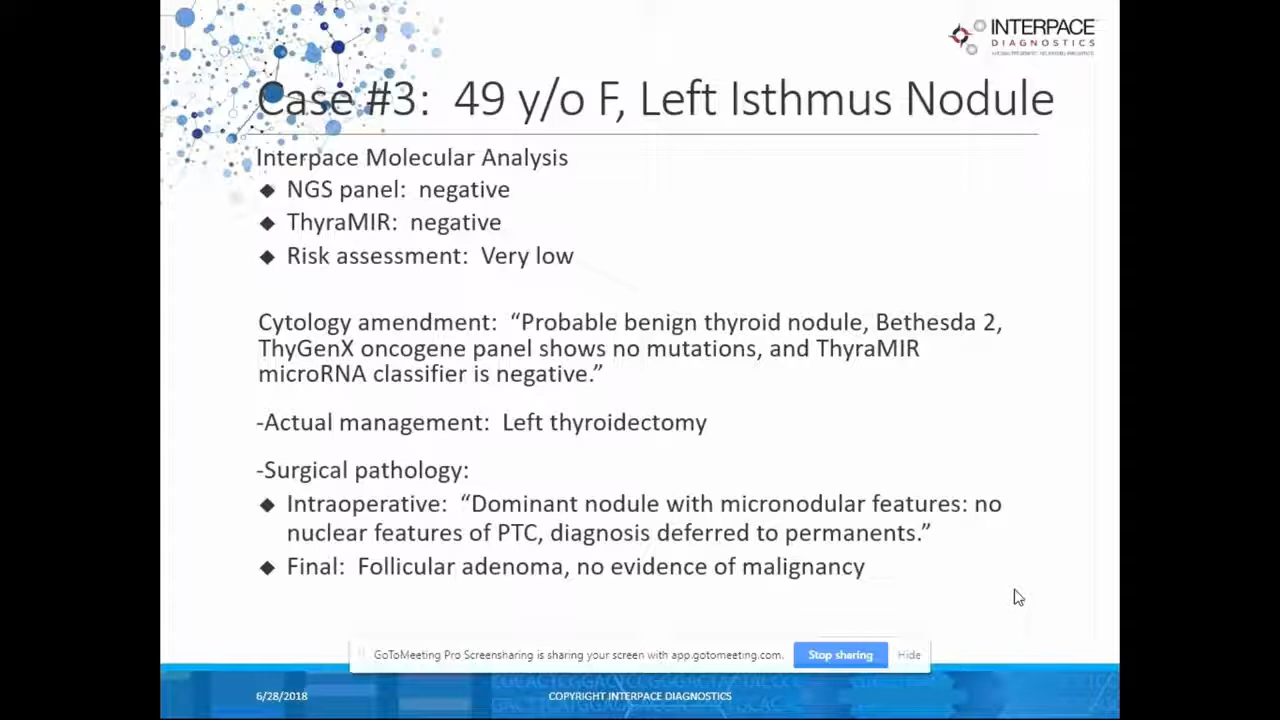 INTERPACE
DIAGNOSTICS
Case #3:  49 y/o F, Left Isthmus Nodule
Interpace Molecular Analysis
◆ NGS panel:  negative
◆ ThyraMIR:  negative
◆ Risk assessment:  Very low
Cytology amendment:  “Probable benign thyroid nodule, Bethesda 2,
ThyGenX oncogene panel shows no mutations, and ThyraMIR
microRNA classifier is negative.”
-Actual management:  Left thyroidectomy
-Surgical pathology:
◆ Intraoperative:  “Dominant nodule with micronodular features: no
nuclear features of PTC, diagnosis deferred to permanents.”
◆ Final:  Follicular adenoma, no evidence of malignancy
GoToMeeting Pro Screensharing is sharing your screen with app.gotomeeting.com.
Stop sharing
Hide
6/28/2018
COPYRIGHT INTERPACE DIAGNOSTICS